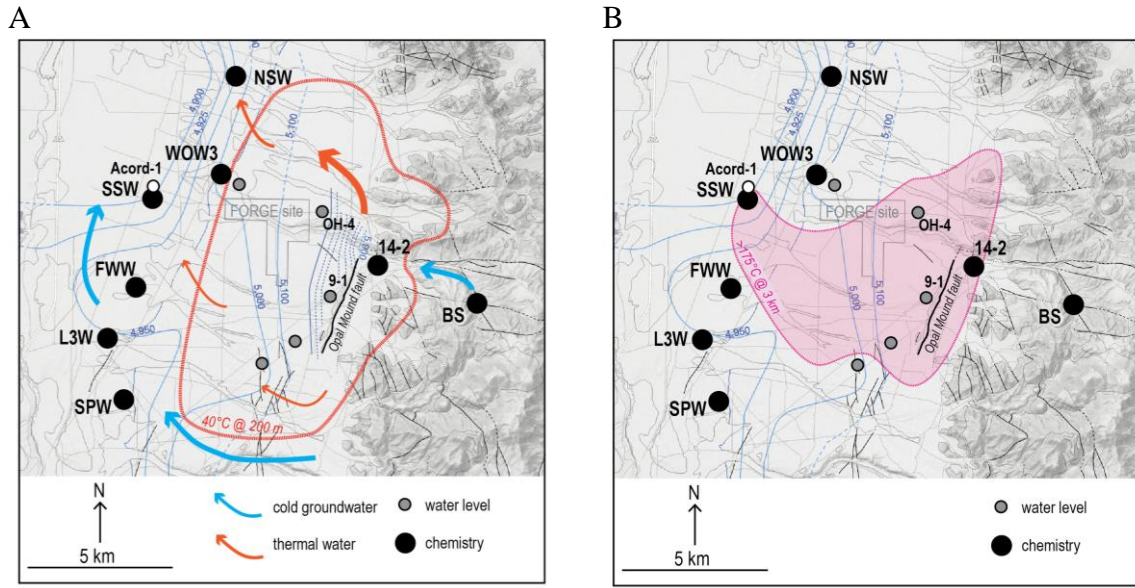 A
NSW
4,900
4,925
5,100
WOW3
Acord-1
SSW
FORGE site
OH-4
14-2
FWW
9-1
5,000
5,100
Opal Mound fault
BS
L3W
4,950
SPW
40°C @ 200 m
N
5 km
cold groundwater
thermal water
water level
chemistry
B
NSW
4,900
4,925
5,100
WOW3
Acord-1
SSW
FORGE site
OH-4
14-2
FWW
>175°C @ 3 km
9-1
5,000
5,100
Opal Mound fault
BS
L3W
4,950
SPW
N
5 km
water level
chemistry